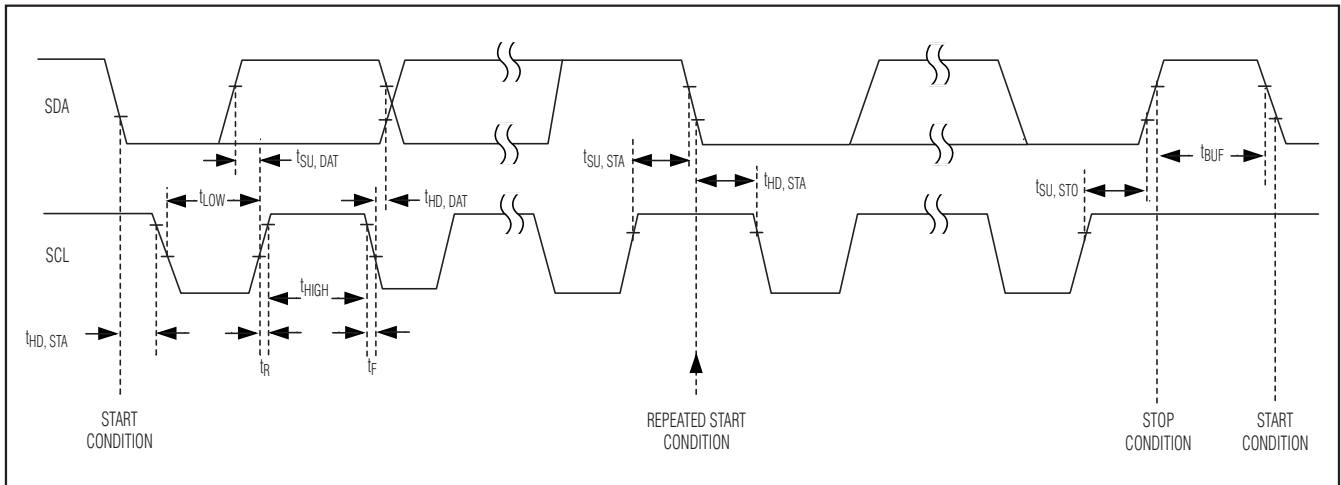 SDA
tSU, DAT
tLOW
tHD, DAT
tSU, STA
tHD, STA
tBUF
tSU, STO
SCL
tHIGH
tHD, STA
tR
tF
START
CONDITION
REPEATED START
CONDITION
STOP
CONDITION
START
CONDITION